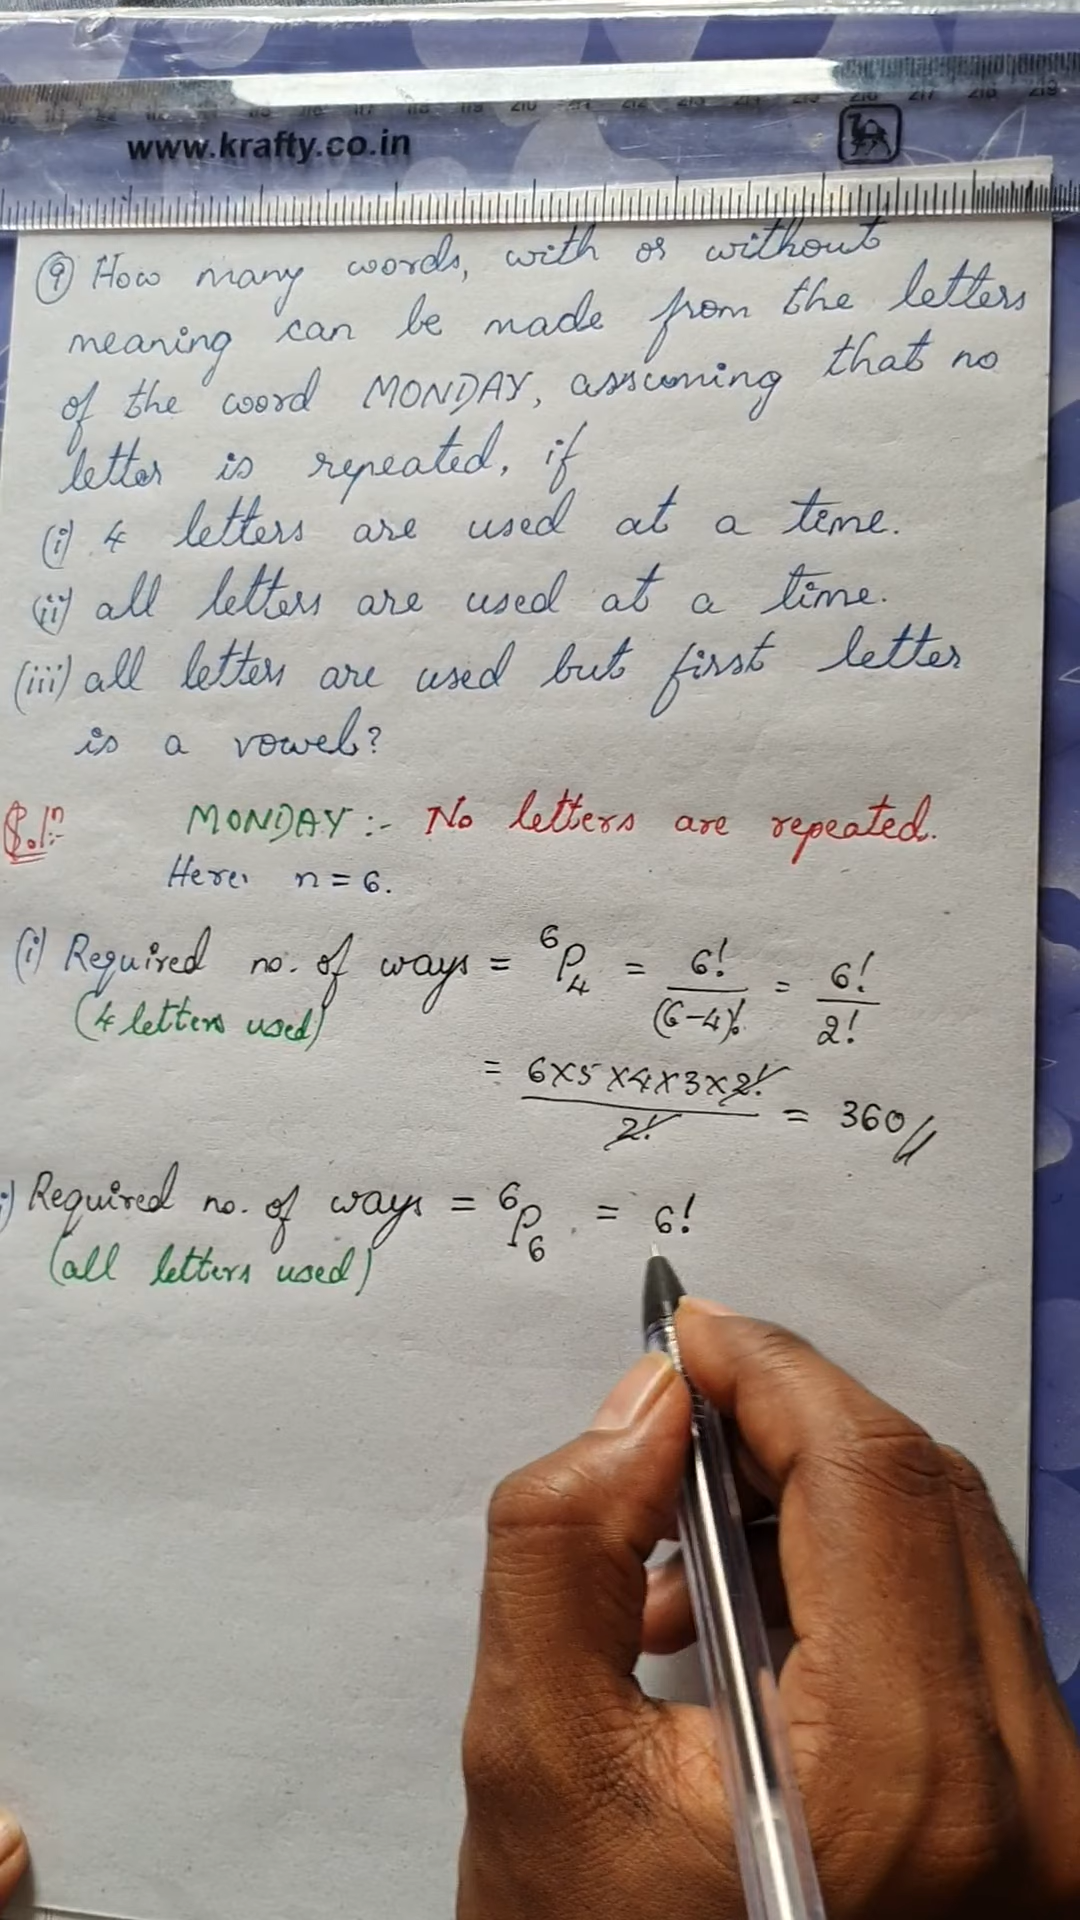 www.krafty.co.in
(9) How many words, with or without
meaning can be made from the letters
of the word MONDAY, assuming that no
letter is repeated, if
(i) 4 letters are used at a time.
(ii) all letters are used at a time.
(iii) all letters are used but first letter
is a vowel?
Sol.n:- MONDAY :- No letters are repeated.
Here, n = 6.
(i) Required no. of ways = ⁶P₄ = 6!/(6-4)! = 6!/2!
(4 letters used)
= 6×5×4×3×2!/2! = 360//
i) Required no. of ways = ⁶P₆ = 6!
(all letters used)